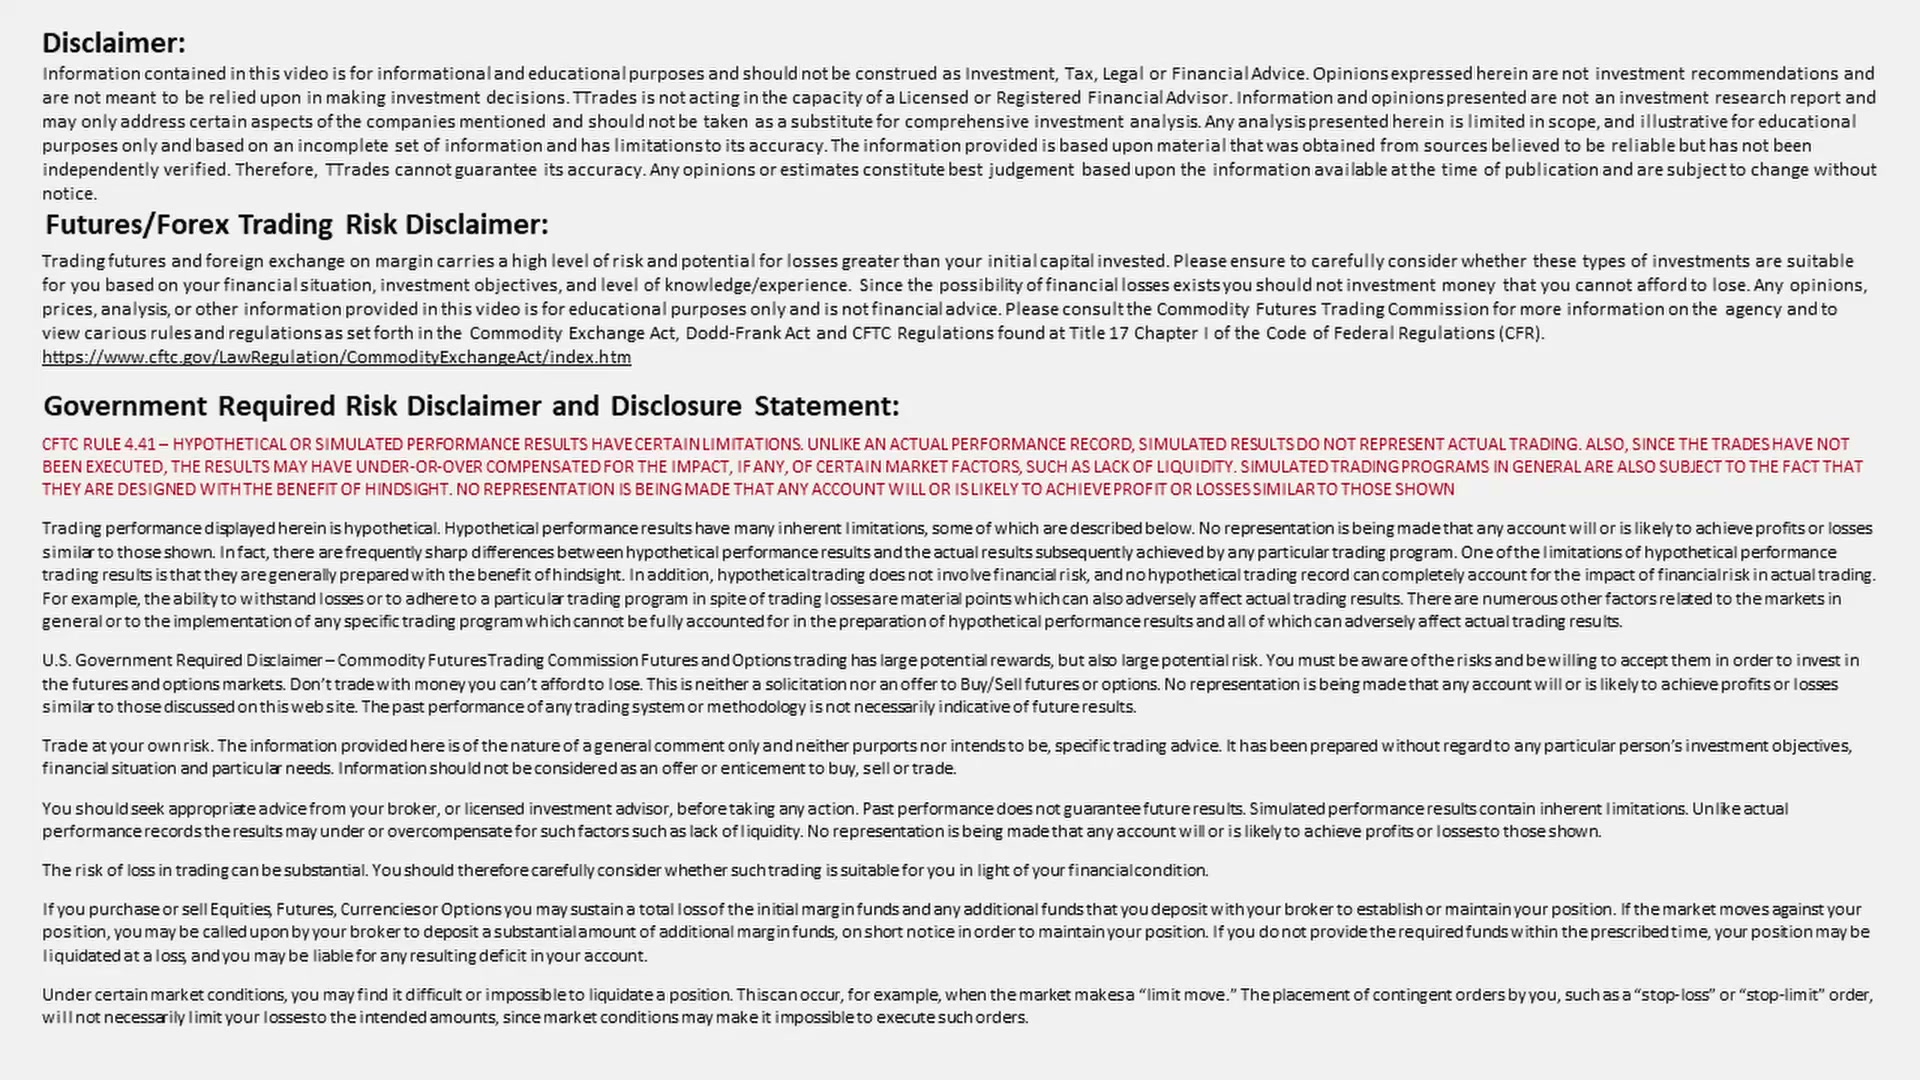 Disclaimer:
Information contained in this video is for informational and educational purposes and should not be construed as Investment, Tax, Legal or Financial Advice. Opinions expressed herein are not investment recommendations and
are not meant to be relied upon in making investment decisions. TTrades is not acting in the capacity of a Licensed or Registered Financial Advisor. Information and opinions presented are not an investment research report and
may only address certain aspects of the companies mentioned and should not be taken as a substitute for comprehensive investment analysis. Any analysis presented herein is limited in scope, and illustrative for educational
purposes only and based on an incomplete set of information and has limitations to its accuracy. The information provided is based upon material that was obtained from sources believed to be reliable but has not been
independently verified. Therefore, TTrades cannot guarantee its accuracy. Any opinions or estimates constitute best judgement based upon the information available at the time of publication and are subject to change without
notice.
Futures/Forex Trading Risk Disclaimer:
Trading futures and foreign exchange on margin carries a high level of risk and potential for losses greater than your initial capital invested. Please ensure to carefully consider whether these types of investments are suitable
for you based on your financial situation, investment objectives, and level of knowledge/experience. Since the possibility of financial losses exists you should not investment money that you cannot afford to lose. Any opinions,
prices, analysis, or other information provided in this video is for educational purposes only and is not financial advice. Please consult the Commodity Futures Trading Commission for more information on the agency and to
view carious rules and regulations as set forth in the Commodity Exchange Act, Dodd-Frank Act and CFTC Regulations found at Title 17 Chapter I of the Code of Federal Regulations (CFR).
https://www.cftc.gov/LawRegulation/CommodityExchangeAct/index.htm
Government Required Risk Disclaimer and Disclosure Statement:
CFTC RULE 4.41 – HYPOTHETICAL OR SIMULATED PERFORMANCE RESULTS HAVE CERTAIN LIMITATIONS. UNLIKE AN ACTUAL PERFORMANCE RECORD, SIMULATED RESULTS DO NOT REPRESENT ACTUAL TRADING. ALSO, SINCE THE TRADES HAVE NOT
BEEN EXECUTED, THE RESULTS MAY HAVE UNDER-OR-OVER COMPENSATED FOR THE IMPACT, IF ANY, OF CERTAIN MARKET FACTORS, SUCH AS LACK OF LIQUIDITY. SIMULATED TRADING PROGRAMS IN GENERAL ARE ALSO SUBJECT TO THE FACT THAT
THEY ARE DESIGNED WITH THE BENEFIT OF HINDSIGHT. NO REPRESENTATION IS BEING MADE THAT ANY ACCOUNT WILL OR IS LIKELY TO ACHIEVE PROFIT OR LOSSES SIMILAR TO THOSE SHOWN
Trading performance displayed herein is hypothetical. Hypothetical performance results have many inherent limitations, some of which are described below. No representation is being made that any account will or is likely to achieve profits or losses
similar to those shown. In fact, there are frequently sharp differences between hypothetical performance results and the actual results subsequently achieved by any particular trading program. One of the limitations of hypothetical performance
trading results is that they are generally prepared with the benefit of hindsight. In addition, hypothetical trading does not involve financial risk, and no hypothetical trading record can completely account for the impact of financial risk in actual trading.
For example, the ability to withstand losses or to adhere to a particular trading program in spite of trading losses are material points which can also adversely affect actual trading results. There are numerous other factors related to the markets in
general or to the implementation of any specific trading program which cannot be fully accounted for in the preparation of hypothetical performance results and all of which can adversely affect actual trading results.
U.S. Government Required Disclaimer – Commodity Futures Trading Commission Futures and Options trading has large potential rewards, but also large potential risk. You must be aware of the risks and be willing to accept them in order to invest in
the futures and options markets. Don't trade with money you can't afford to lose. This is neither a solicitation nor an offer to Buy/Sell futures or options. No representation is being made that any account will or is likely to achieve profits or losses
similar to those discussed on this web site. The past performance of any trading system or methodology is not necessarily indicative of future results.
Trade at your own risk. The information provided here is of the nature of a general comment only and neither purports nor intends to be, specific trading advice. It has been prepared without regard to any particular person's investment objectives,
financial situation and particular needs. Information should not be considered as an offer or enticement to buy, sell or trade.
You should seek appropriate advice from your broker, or licensed investment advisor, before taking any action. Past performance does not guarantee future results. Simulated performance results contain inherent limitations. Unlike actual
performance records the results may under or overcompensate for such factors such as lack of liquidity. No representation is being made that any account will or is likely to achieve profits or losses to those shown.
The risk of loss in trading can be substantial. You should therefore carefully consider whether such trading is suitable for you in light of your financial condition.
If you purchase or sell Equities, Futures, Currencies or Options you may sustain a total loss of the initial margin funds and any additional funds that you deposit with your broker to establish or maintain your position. If the market moves against your
position, you may be called upon by your broker to deposit a substantial amount of additional margin funds, on short notice in order to maintain your position. If you do not provide the required funds within the prescribed time, your position may be
liquidated at a loss, and you may be liable for any resulting deficit in your account.
Under certain market conditions, you may find it difficult or impossible to liquidate a position. This can occur, for example, when the market makes a “limit move.” The placement of contingent orders by you, such as a “stop-loss” or “stop-limit” order,
will not necessarily limit your losses to the intended amounts, since market conditions may make it impossible to execute such orders.